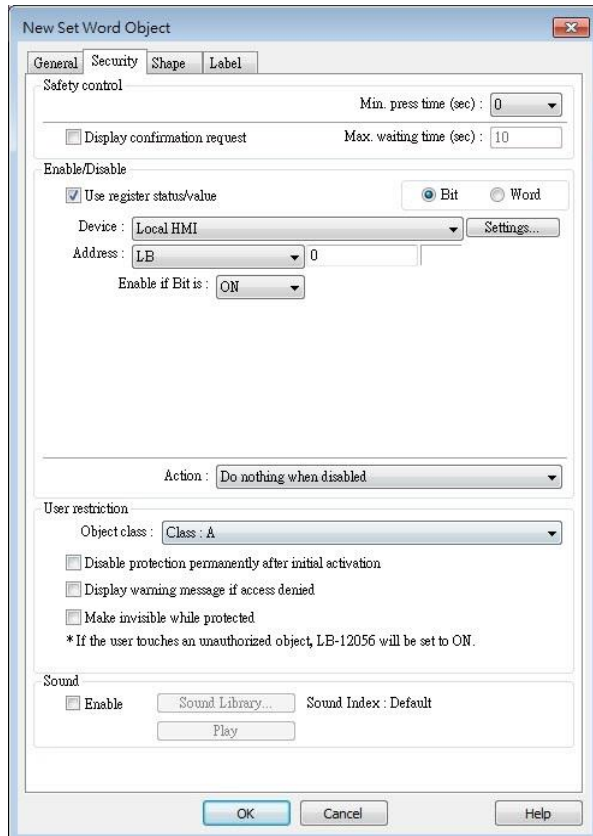 New Set Word Object
General Security Shape Label
Safety control
Min. press time (sec) : 0
Display confirmation request Max. waiting time (sec) : 10
Enable/Disable
Use register status/value Bit Word
Device : Local HMI Settings...
Address : LB 0
Enable if Bit is : ON
Action : Do nothing when disabled
User restriction
Object class : Class : A
Disable protection permanently after initial activation
Display warning message if access denied
Make invisible while protected
* If the user touches an unauthorized object, LB-12056 will be set to ON.
Sound
Enable Sound Library... Sound Index : Default
Play
OK Cancel Help